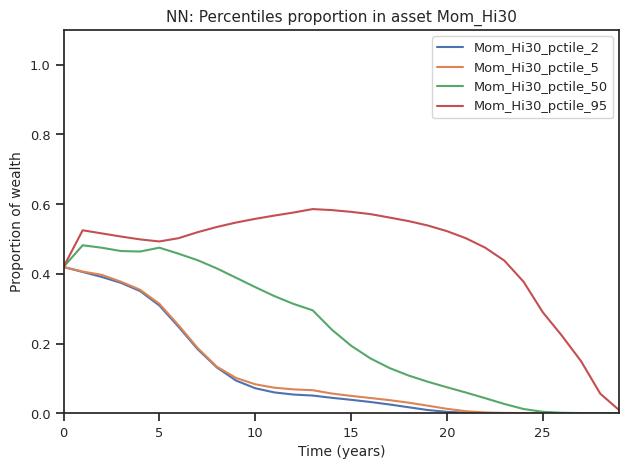 NN: Percentiles proportion in asset Mom_Hi30
Mom_Hi30_pctile_2
Mom_Hi30_pctile_5
Mom_Hi30_pctile_50
Mom_Hi30_pctile_95
Proportion of wealth
1.0
0.8
0.6
0.4
0.2
0.0
0 5 10 15 20 25
Time (years)